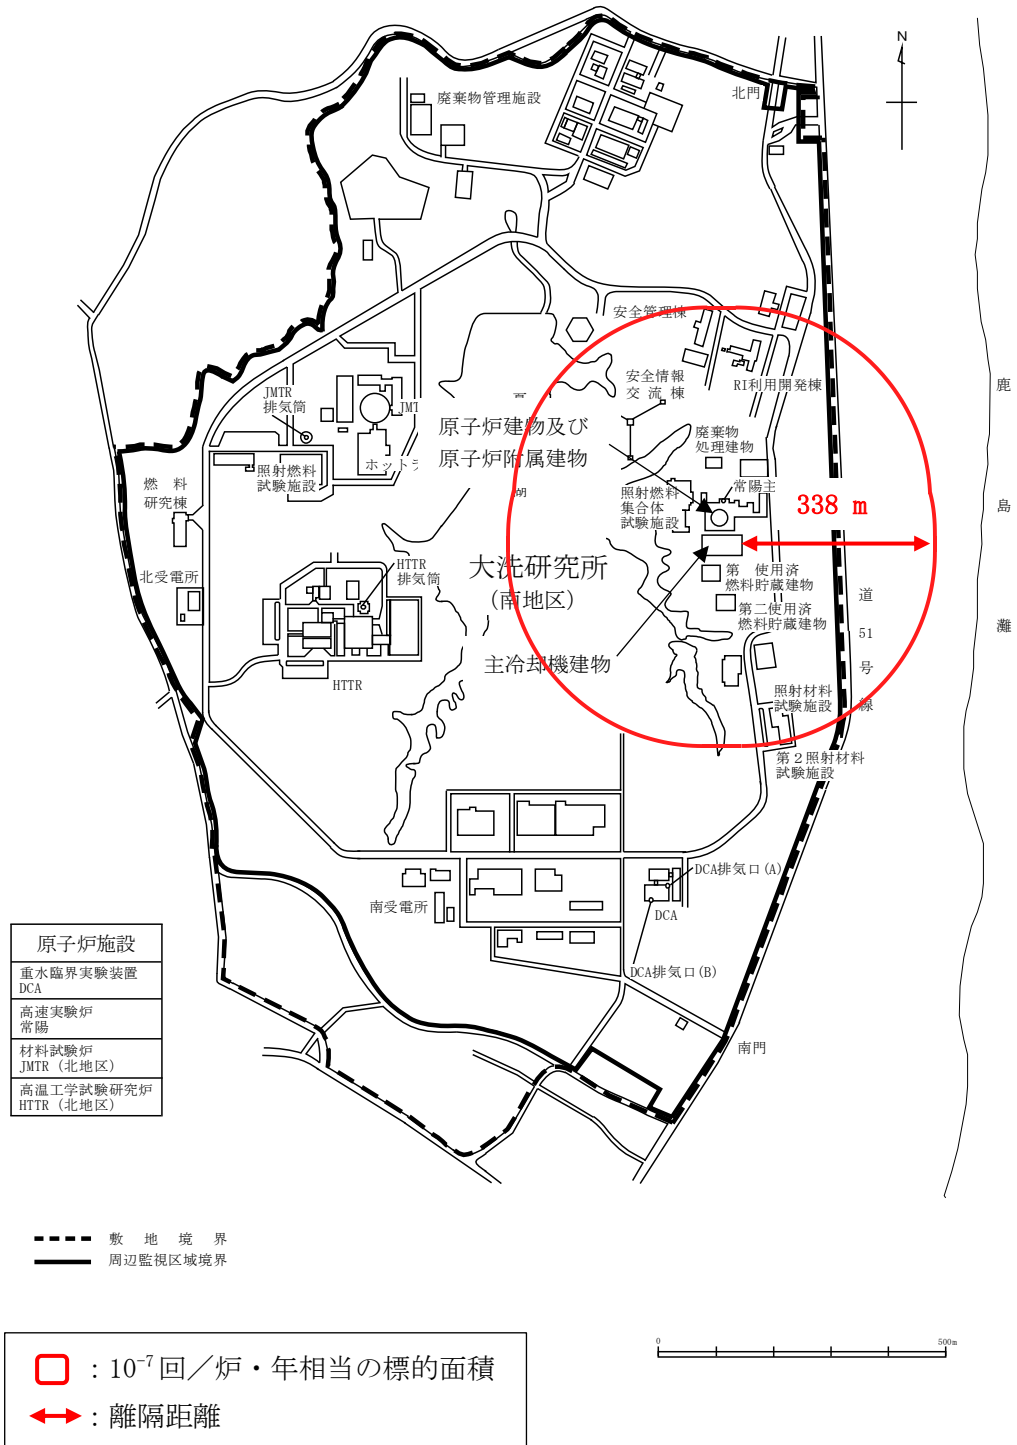 N
北門
廃棄物管理施設
安全管理棟
安全情報
交 流 棟
RI利用開発棟
鹿
島
灘
JMTR
排気筒
JMT
夏
原子炉建物及び
原子炉附属建物
廃棄物
処理建物
照射燃料
試験施設
ホットラ
湖
照射燃料
集合体
試験施設
常陽主
338 m
燃 料
研究棟
北受電所
HTTR
排気筒
大洗研究所
(南地区)
第 使用済
燃料貯蔵建物
第二使用済
燃料貯蔵建物
道
51
号
線
主冷却機建物
HTTR
照射材料
試験施設
第２照射材料
試験施設
DCA排気口(A)
南受電所
DCA
DCA排気口(B)
南門
原子炉施設
重水臨界実験装置
DCA
高速実験炉
常陽
材料試験炉
JMTR (北地区)
高温工学試験研究炉
HTTR (北地区)
敷 地 境 界
周辺監視区域境界
0 500m
：10⁻⁷回／炉・年相当の標的面積
：離隔距離